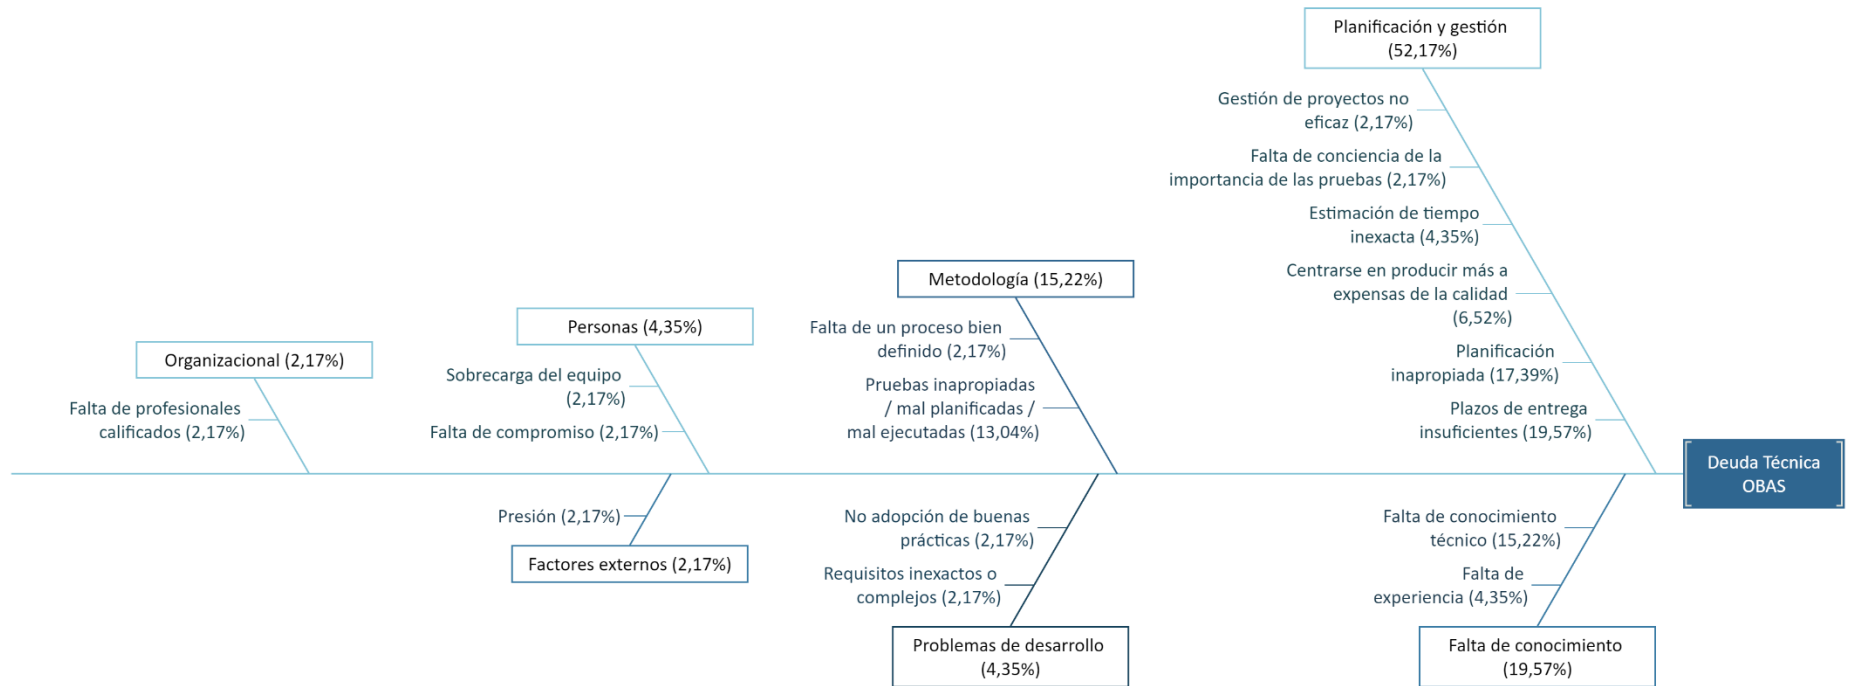 Planificación y gestión
(52,17%)
Gestión de proyectos no
eficaz (2,17%)
Falta de conciencia de la
importancia de las pruebas (2,17%)
Estimación de tiempo
inexacta (4,35%)
Centrarse en producir más a
expensas de la calidad
(6,52%)
Planificación
inapropiada (17,39%)
Plazos de entrega
insuficientes (19,57%)
Metodología (15,22%)
Falta de un proceso bien
definido (2,17%)
Pruebas inapropiadas
/ mal planificadas /
mal ejecutadas (13,04%)
Personas (4,35%)
Sobrecarga del equipo
(2,17%)
Falta de compromiso (2,17%)
Organizacional (2,17%)
Falta de profesionales
calificados (2,17%)
Deuda Técnica
OBAS
Presión (2,17%)
Factores externos (2,17%)
No adopción de buenas
prácticas (2,17%)
Requisitos inexactos o
complejos (2,17%)
Problemas de desarrollo
(4,35%)
Falta de conocimiento
técnico (15,22%)
Falta de
experiencia (4,35%)
Falta de conocimiento
(19,57%)